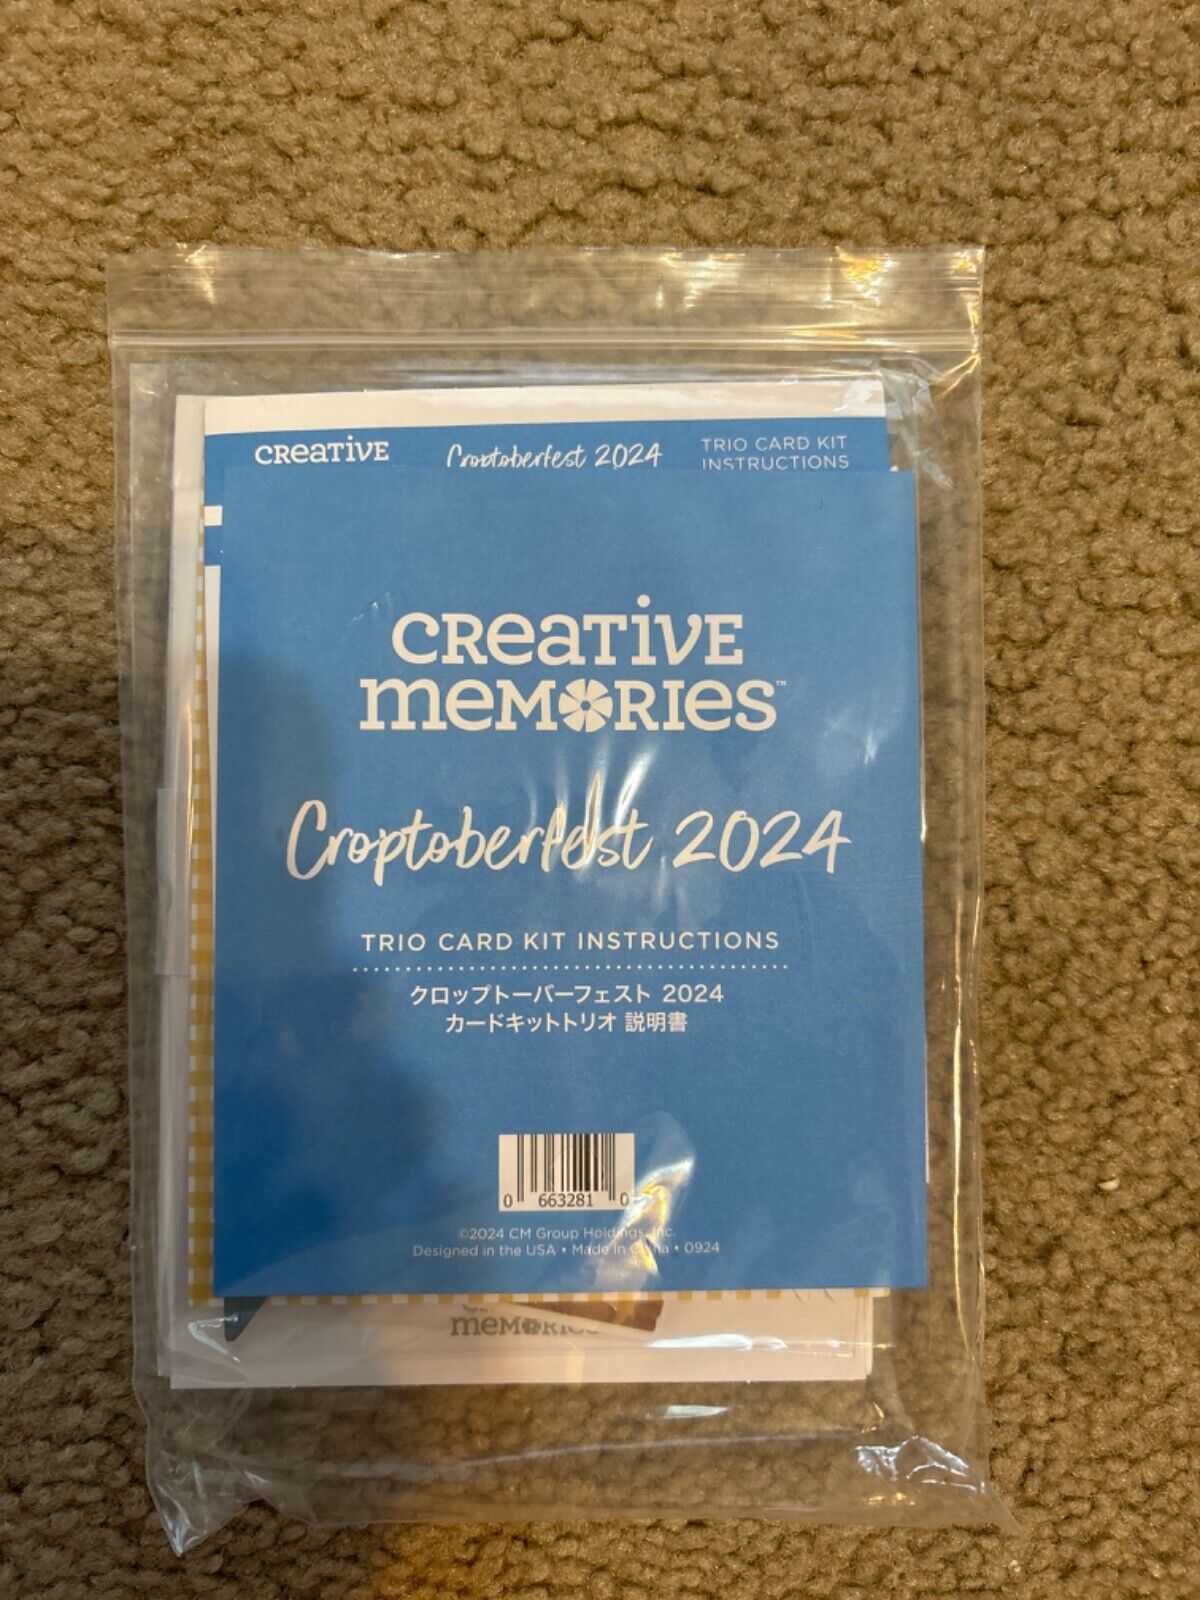 CREATIVE
Croptoberfest 2024
TRIO CARD KIT
INSTRUCTIONS
CREATIVE
MEMORIES™
Croptoberfest 2024
TRIO CARD KIT INSTRUCTIONS
クロップトーバーフェスト 2024
カードキットトリオ 説明書
0 663281 0
©2024 CM Group Holdings, Inc.
Designed in the USA • Made in China • 0924
MEMORIES